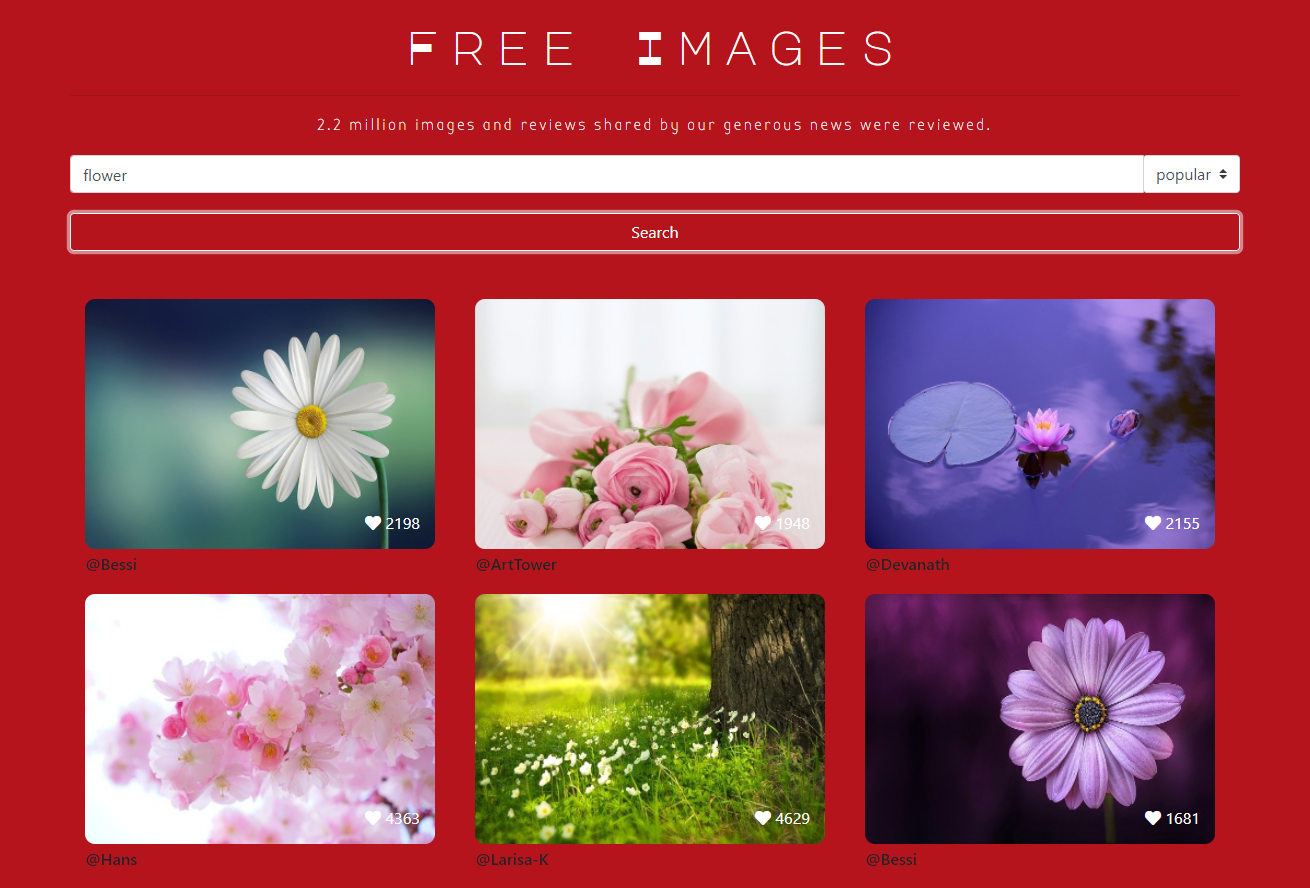 Free Images
2.2 million images and reviews shared by our generous news were reviewed.
flower popular
Search
2198 1948 2155
@Bessi @ArtTower @Devanath
4363 4629 1681
@Hans @Larisa-K @Bessi